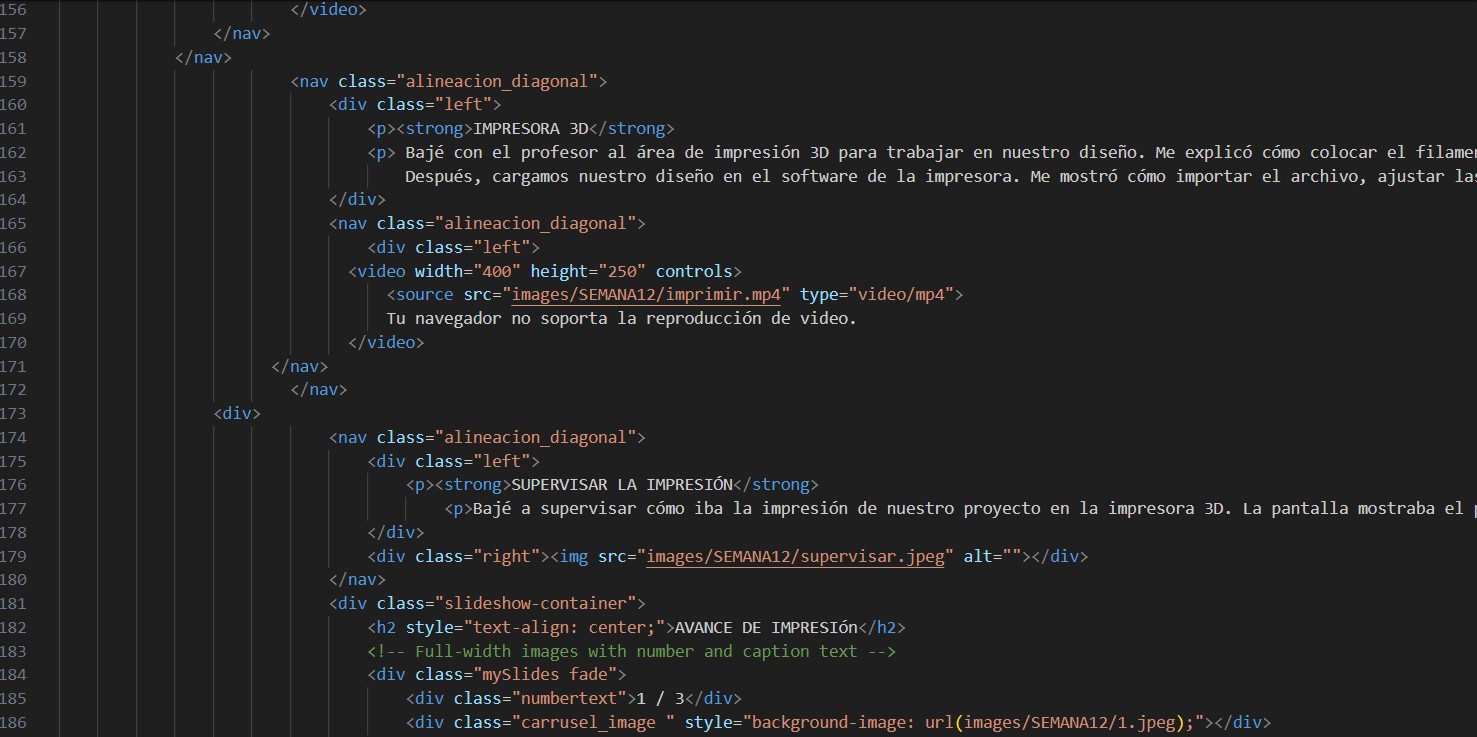 156 </video>
157 </nav>
158 </nav>
159 <nav class="alineacion_diagonal">
160 <div class="left">
161 <p><strong>IMPRESORA 3D</strong>
162 <p> Bajé con el profesor al área de impresión 3D para trabajar en nuestro diseño. Me explicó cómo colocar el
163 Después, cargamos nuestro diseño en el software de la impresora. Me mostró cómo importar el archivo, ajustar las
164 </div>
165 <nav class="alineacion_diagonal">
166 <div class="left">
167 <video width="400" height="250" controls>
168 <source src="images/SEMANA12/imprimir.mp4" type="video/mp4">
169 Tu navegador no soporta la reproducción de video.
170 </video>
171 </nav>
172 </nav>
173 <div>
174 <nav class="alineacion_diagonal">
175 <div class="left">
176 <p><strong>SUPERVISAR LA IMPRESIÓN</strong>
177 <p>Bajé a supervisar cómo iba la impresión de nuestro proyecto en la impresora 3D. La pantalla mostraba el
178 </div>
179 <div class="right"><img src="images/SEMANA12/supervisar.jpeg" alt=""></div>
180 </nav>
181 <div class="slideshow-container">
182 <h2 style="text-align: center;">AVANCE DE IMPRESIón</h2>
183 <!-- Full-width images with number and caption text -->
184 <div class="mySlides fade">
185 <div class="numbertext">1 / 3</div>
186 <div class="carrusel_image " style="background-image: url(images/SEMANA12/1.jpeg);"></div>